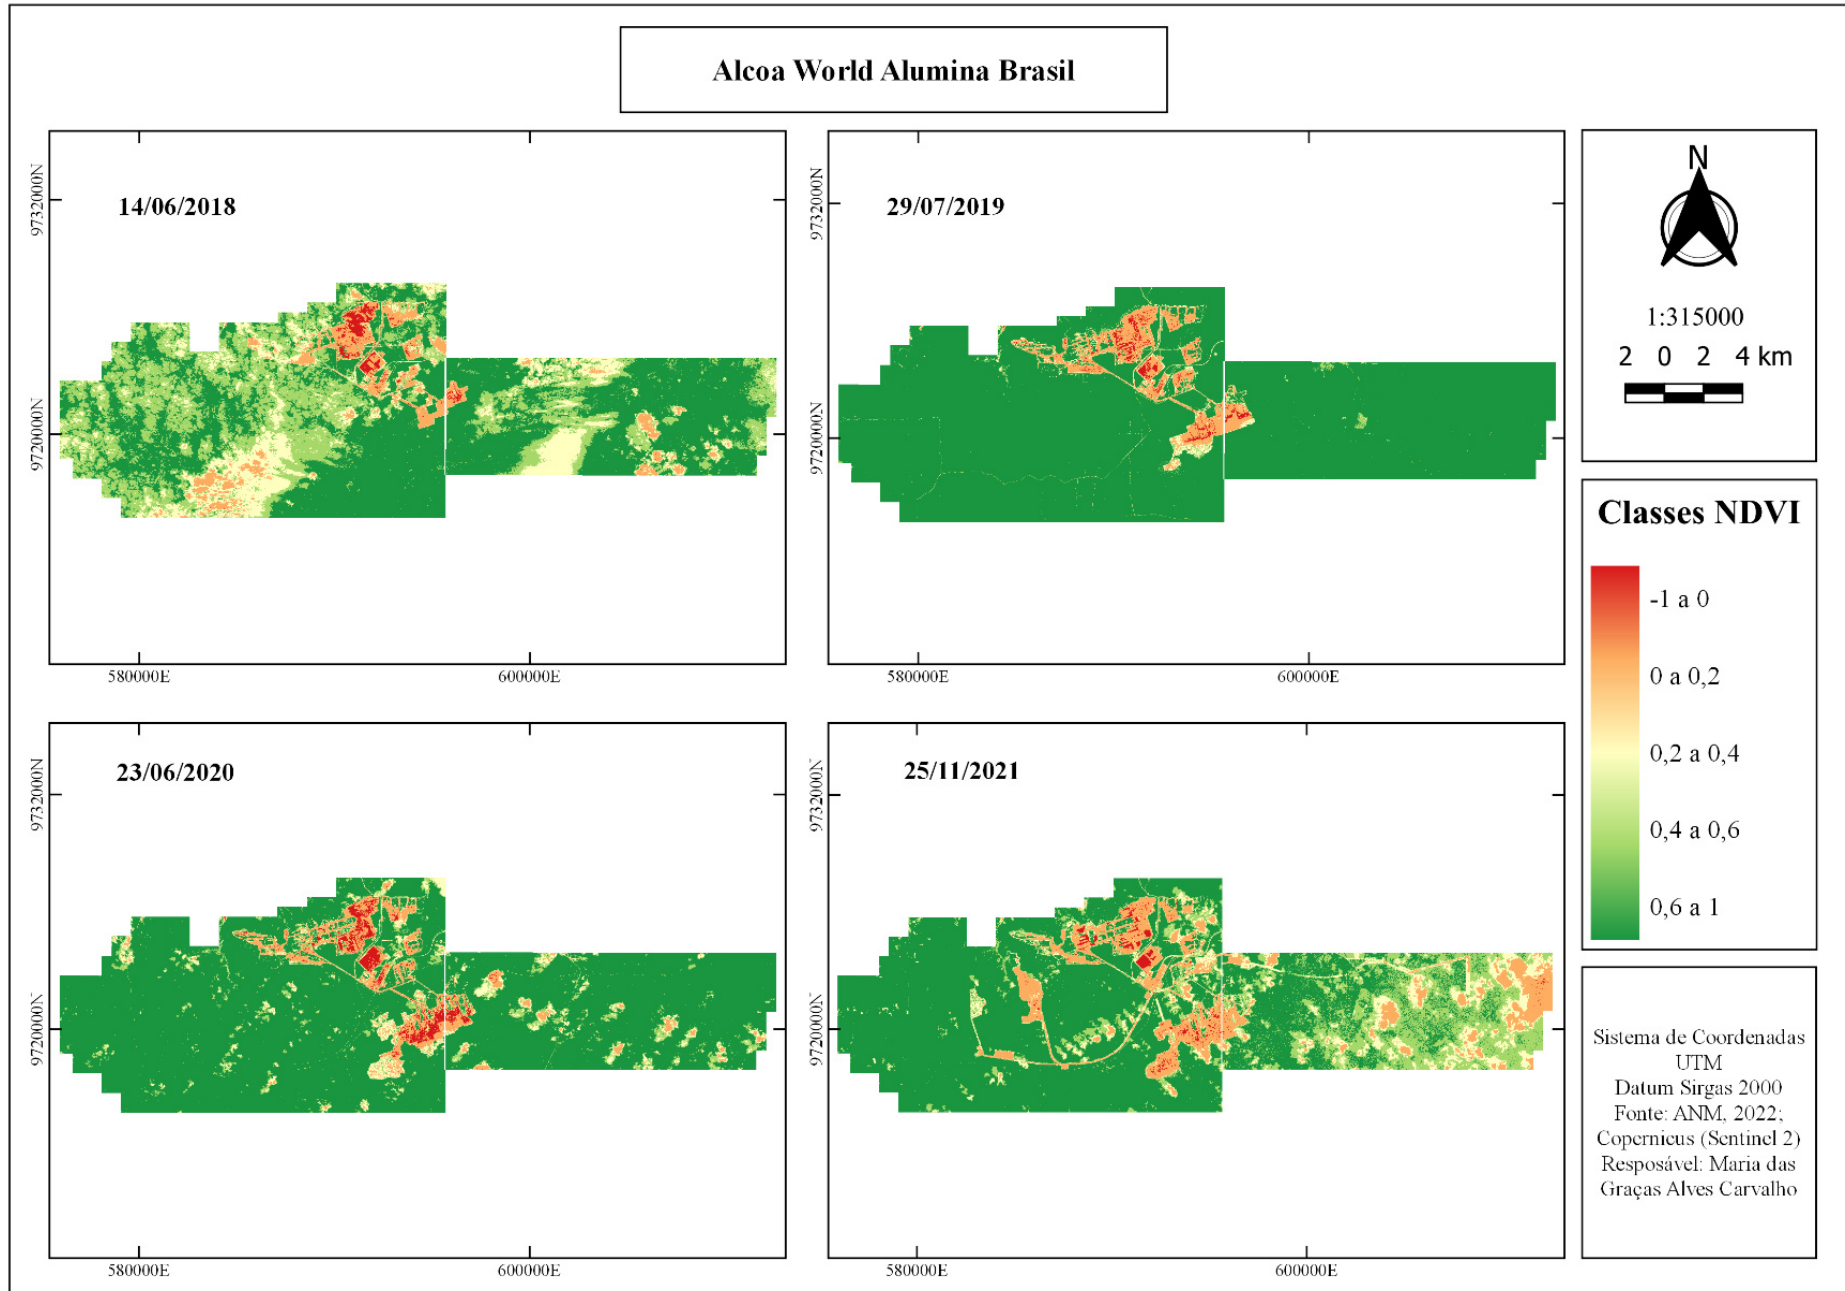 Alcoa World Alumina Brasil
14/06/2018
9732000N
9720000N
580000E
600000E
29/07/2019
9732000N
9720000N
580000E
600000E
23/06/2020
9732000N
9720000N
580000E
600000E
25/11/2021
9732000N
9720000N
580000E
600000E
N
1:315000
2 0 2 4 km
Classes NDVI
-1 a 0
0 a 0,2
0,2 a 0,4
0,4 a 0,6
0,6 a 1
Sistema de Coordenadas
UTM
Datum Sirgas 2000
Fonte: ANM, 2022;
Copernicus (Sentinel 2)
Resposável: Maria das
Graças Alves Carvalho